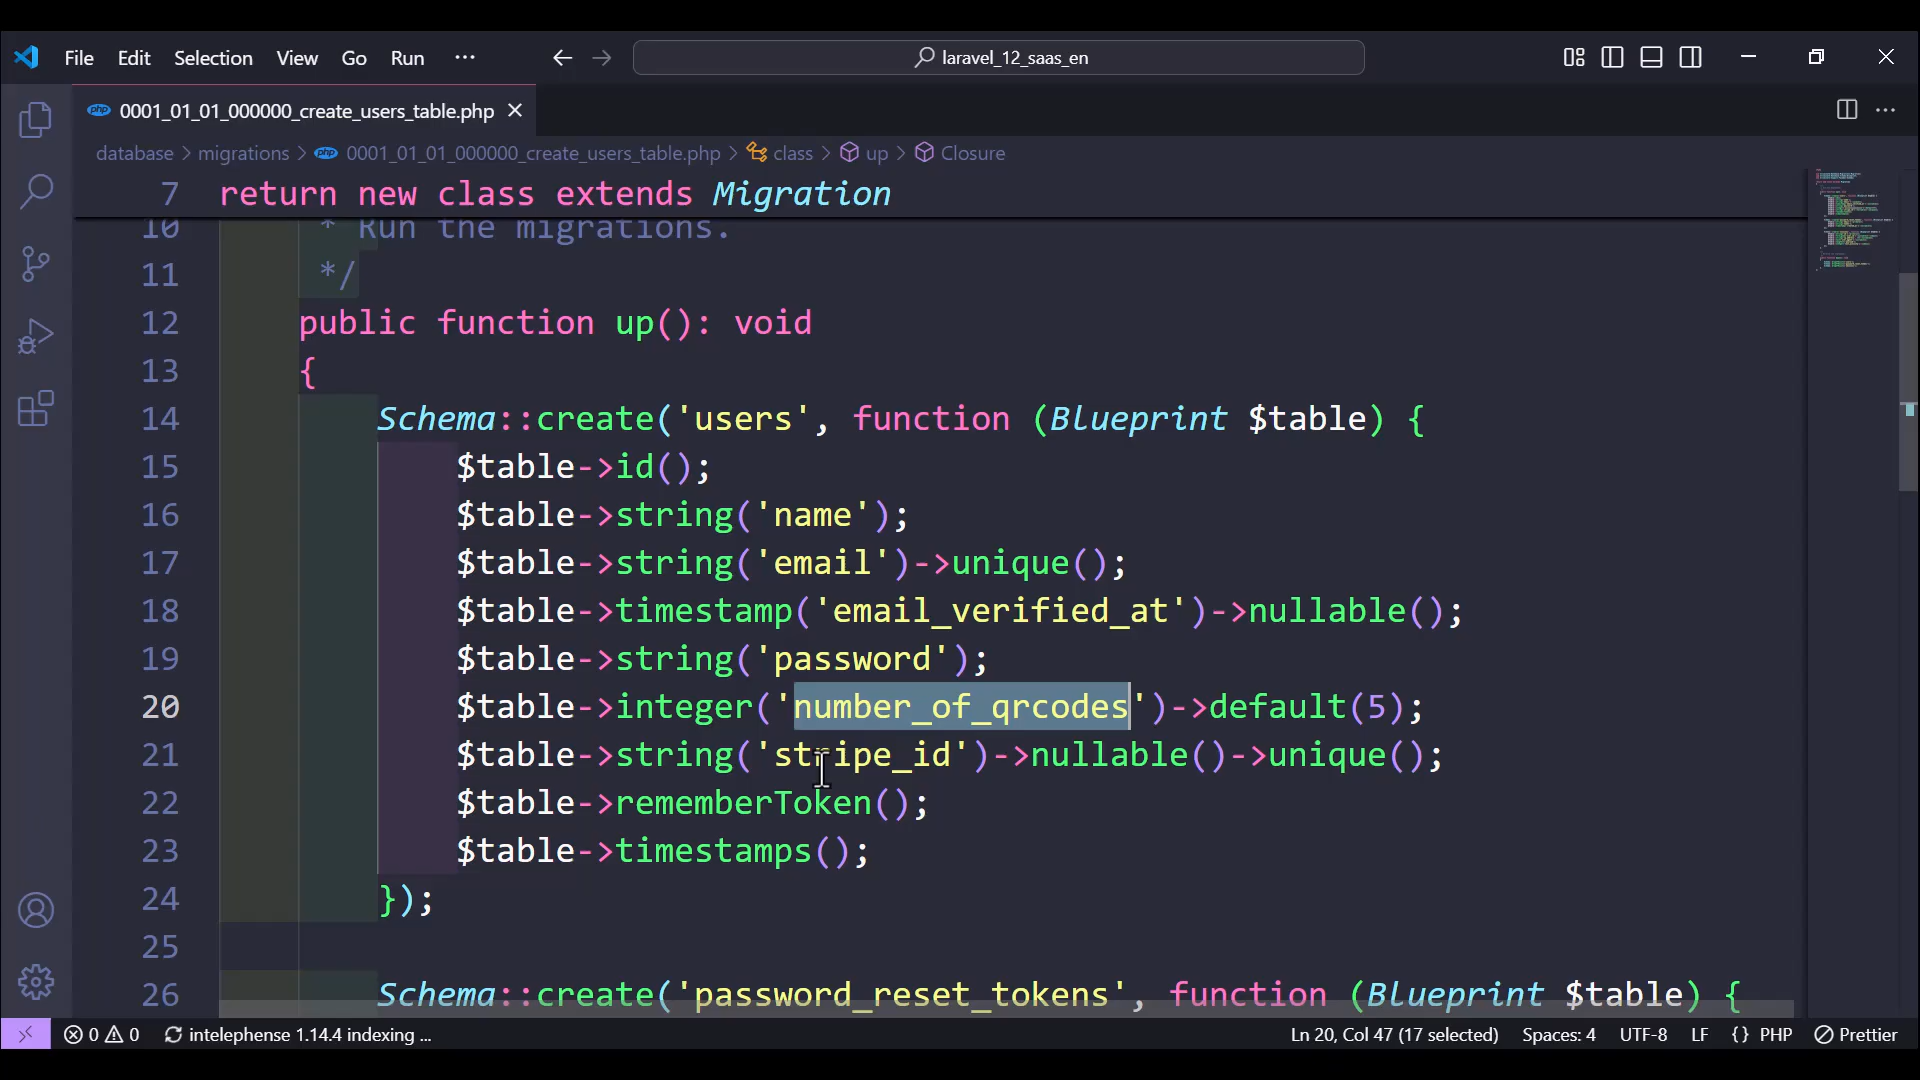 File Edit Selection View Go Run ··· laravel_12_saas_en
php 0001_01_01_000000_create_users_table.php
database > migrations > php 0001_01_01_000000_create_users_table.php > class > up > Closure
7 return new class extends Migration
10 * Run the migrations.
11 */
12 public function up(): void
13 {
14 Schema::create('users', function (Blueprint $table) {
15 $table->id();
16 $table->string('name');
17 $table->string('email')->unique();
18 $table->timestamp('email_verified_at')->nullable();
19 $table->string('password');
20 $table->integer('number_of_qrcodes')->default(5);
21 $table->string('stripe_id')->nullable()->unique();
22 $table->rememberToken();
23 $table->timestamps();
24 });
25
26 Schema::create('password_reset_tokens', function (Blueprint $table) {
0 0 intelephense 1.14.4 indexing ... Ln 20, Col 47 (17 selected) Spaces: 4 UTF-8 LF {} PHP Prettier